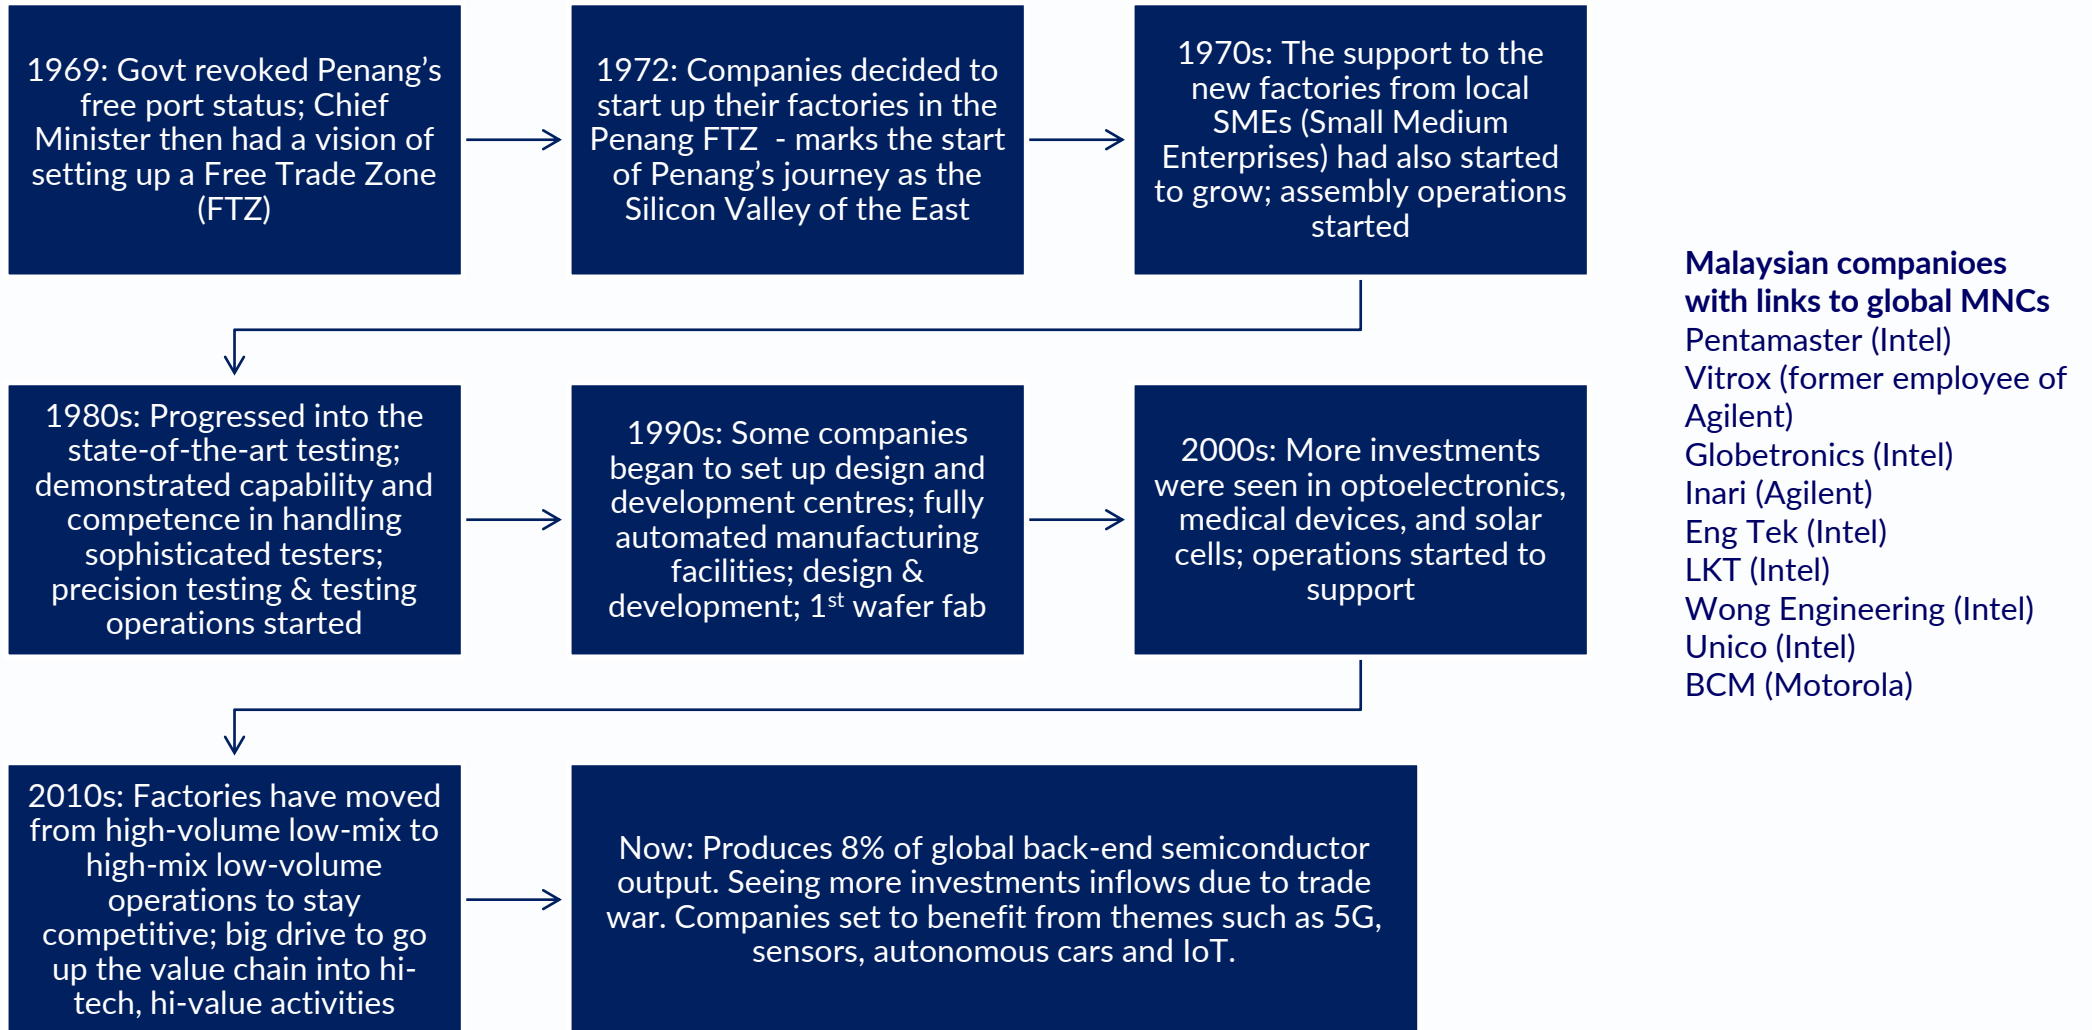 1969: Govt revoked Penang’s
free port status; Chief
Minister then had a vision of
setting up a Free Trade Zone
(FTZ)
1972: Companies decided to
start up their factories in the
Penang FTZ  - marks the start
of Penang’s journey as the
Silicon Valley of the East
1970s: The support to the
new factories from local
SMEs (Small Medium
Enterprises) had also started
to grow; assembly operations
started
1980s: Progressed into the
state-of-the-art testing;
demonstrated capability and
competence in handling
sophisticated testers;
precision testing & testing
operations started
1990s: Some companies
began to set up design and
development centres; fully
automated manufacturing
facilities; design &
development; 1st wafer fab
2000s: More investments
were seen in optoelectronics,
medical devices, and solar
cells; operations started to
support
2010s: Factories have moved
from high-volume low-mix to
high-mix low-volume
operations to stay
competitive; big drive to go
up the value chain into hi-
tech, hi-value activities
Now: Produces 8% of global back-end semiconductor
output. Seeing more investments inflows due to trade
war. Companies set to benefit from themes such as 5G,
sensors, autonomous cars and IoT.
Malaysian companioes
with links to global MNCs
Pentamaster (Intel)
Vitrox (former employee of
Agilent)
Globetronics (Intel)
Inari (Agilent)
Eng Tek (Intel)
LKT (Intel)
Wong Engineering (Intel)
Unico (Intel)
BCM (Motorola)